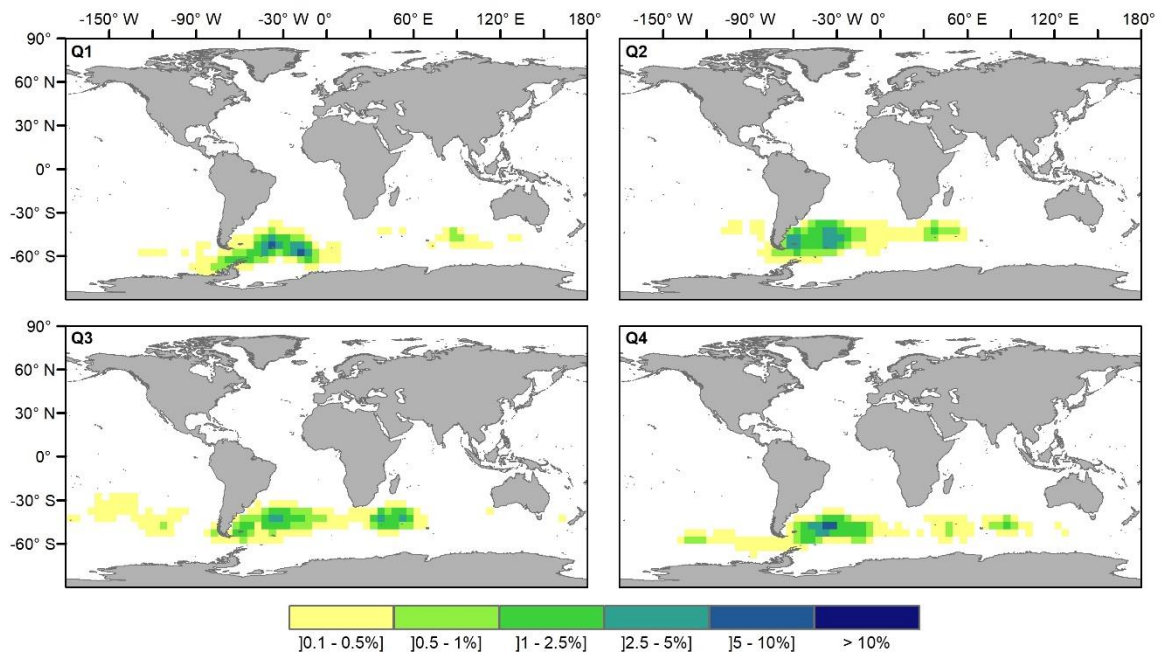 -150° W -90° W -30° W 0° 60° E 120° E 180°
-150° W -90° W -30° W 0° 60° E 120° E 180°
90°
60° N
30° N
0°
-30° S
-60° S
Q1
Q2
90°
60° N
30° N
0°
-30° S
-60° S
Q3
Q4
]0.1 - 0.5%] ]0.5 - 1%] ]1 - 2.5%] ]2.5 - 5%] ]5 - 10%] > 10%